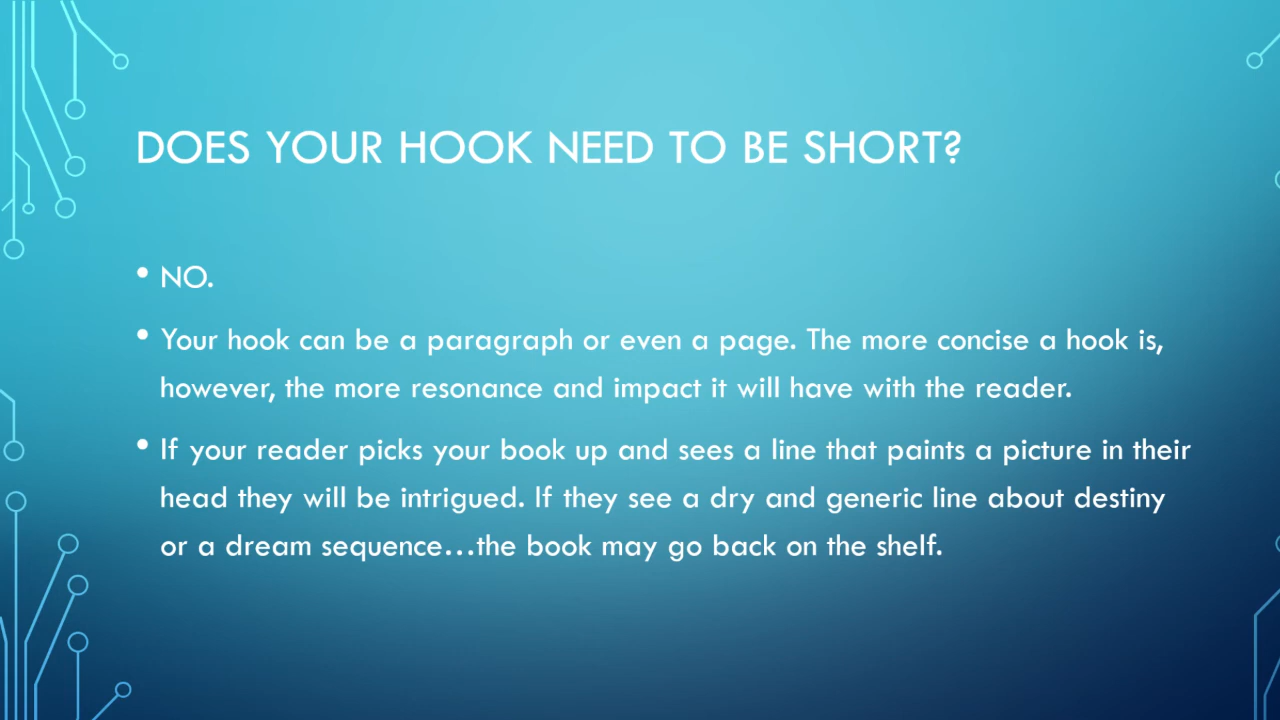 DOES YOUR HOOK NEED TO BE SHORT?
• NO.
• Your hook can be a paragraph or even a page. The more concise a hook is,
however, the more resonance and impact it will have with the reader.
• If your reader picks your book up and sees a line that paints a picture in their
head they will be intrigued. If they see a dry and generic line about destiny
or a dream sequence…the book may go back on the shelf.